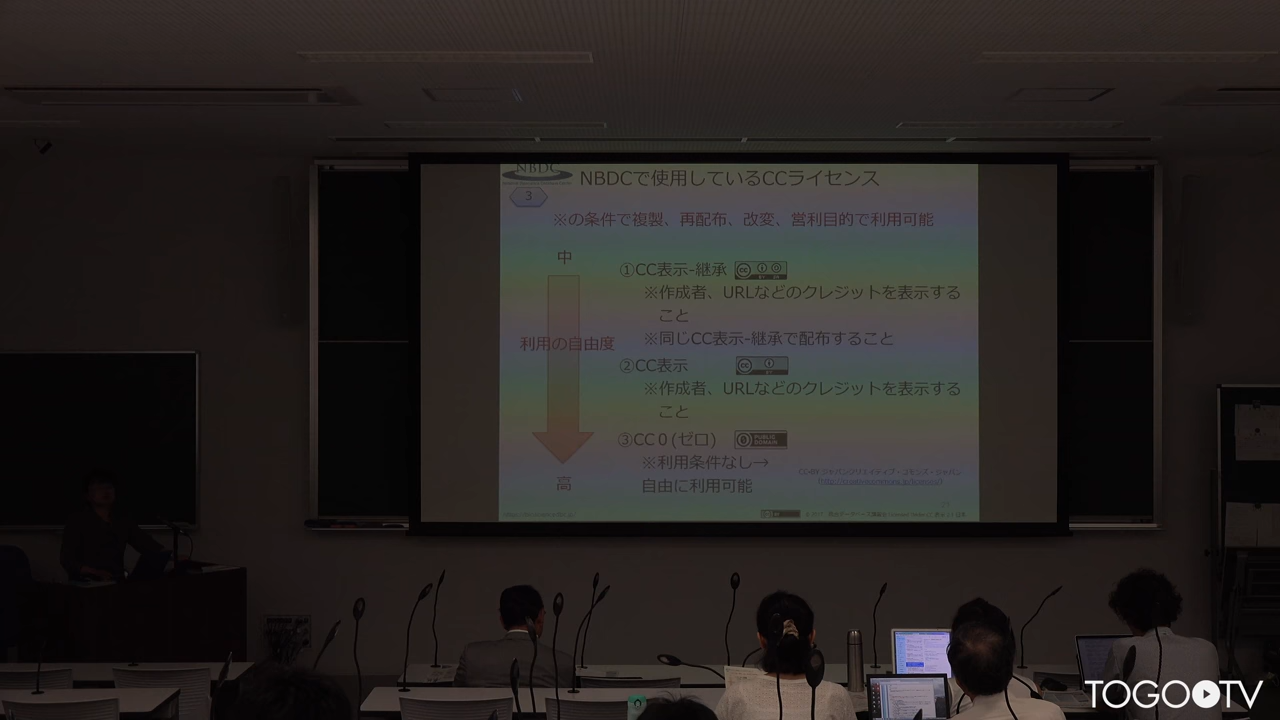 NBDC
NBDCで使用しているCCライセンス
3
※の条件で複製、再配布、改変、営利目的で利用可能
中
利用の自由度
高
①CC表示-継承
※作成者、URLなどのクレジットを表示する
こと
※同じCC表示-継承で配布すること
②CC表示
※作成者、URLなどのクレジットを表示する
こと
③CC0(ゼロ)
PUBLIC
DOMAIN
※利用条件なし→
自由に利用可能
TOGO TV